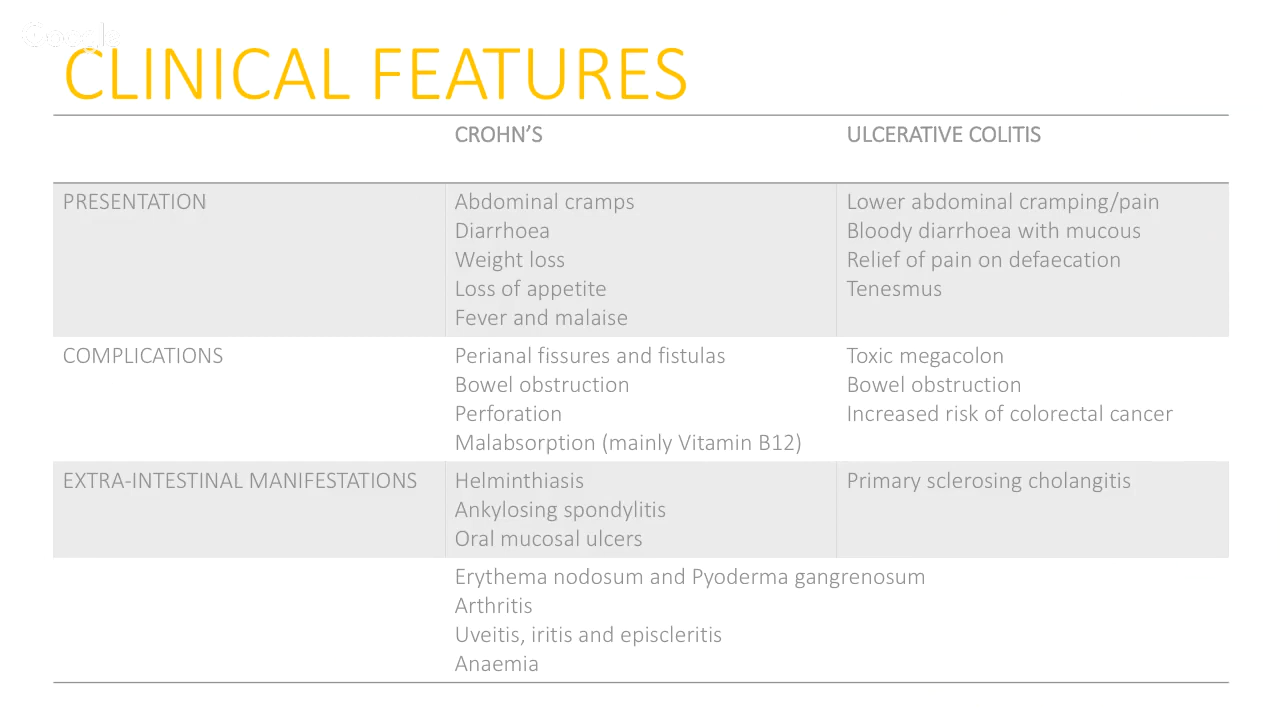 Google
CLINICAL FEATURES
CROHN’S
ULCERATIVE COLITIS
PRESENTATION
Abdominal cramps
Diarrhoea
Weight loss
Loss of appetite
Fever and malaise
Lower abdominal cramping/pain
Bloody diarrhoea with mucous
Relief of pain on defaecation
Tenesmus
COMPLICATIONS
Perianal fissures and fistulas
Bowel obstruction
Perforation
Malabsorption (mainly Vitamin B12)
Toxic megacolon
Bowel obstruction
Increased risk of colorectal cancer
EXTRA-INTESTINAL MANIFESTATIONS
Helminthiasis
Ankylosing spondylitis
Oral mucosal ulcers
Primary sclerosing cholangitis
Erythema nodosum and Pyoderma gangrenosum
Arthritis
Uveitis, iritis and episcleritis
Anaemia